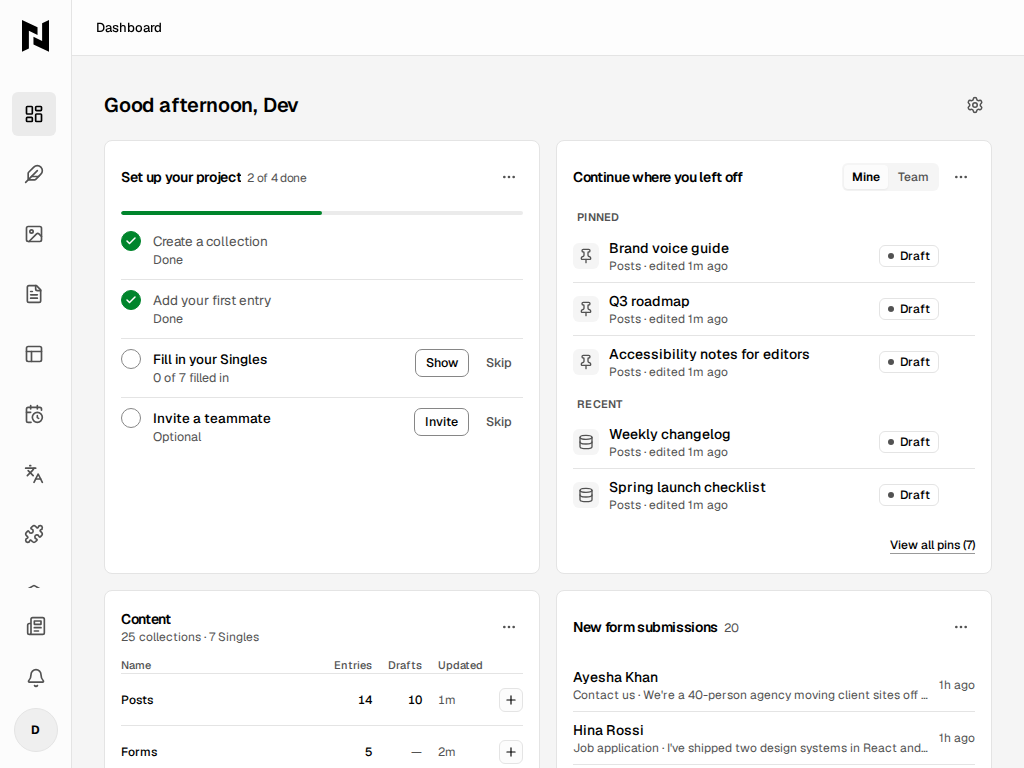 Dashboard
Good afternoon, Dev
Set up your project 2 of 4 done
Create a collection
Done
Add your first entry
Done
Fill in your Singles
0 of 7 filled in
Show
Skip
Invite a teammate
Optional
Invite
Skip
Continue where you left off
Mine
Team
PINNED
Brand voice guide
Posts · edited 1m ago
Draft
Q3 roadmap
Posts · edited 1m ago
Draft
Accessibility notes for editors
Posts · edited 1m ago
Draft
RECENT
Weekly changelog
Posts · edited 1m ago
Draft
Spring launch checklist
Posts · edited 1m ago
Draft
View all pins (7)
Content
25 collections · 7 Singles
Name Entries Drafts Updated
Posts 14 10 1m
Forms 5 — 2m
New form submissions 20
Ayesha Khan
Contact us · We're a 40-person agency moving client sites off ...
1h ago
Hina Rossi
Job application · I've shipped two design systems in React and...
1h ago
D